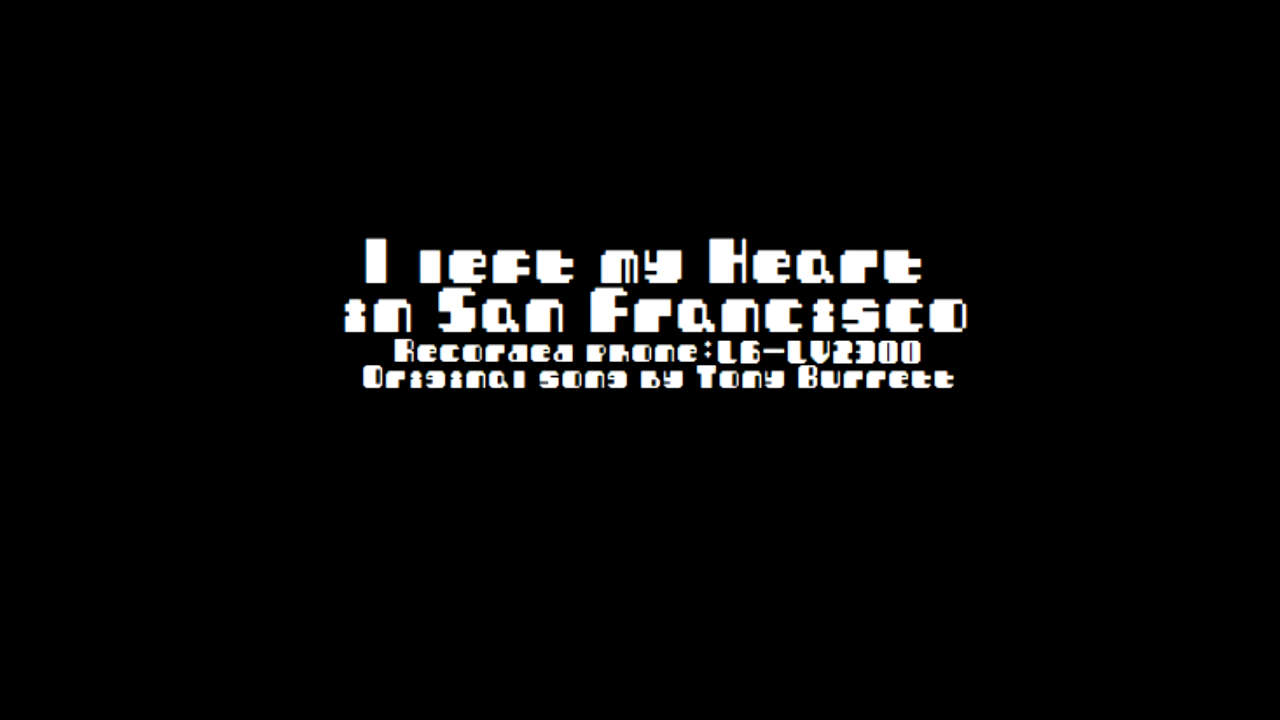 I left my Heart
in San Francisco
Recorded phone:LG-LV2300
Original song by Tony Burrett